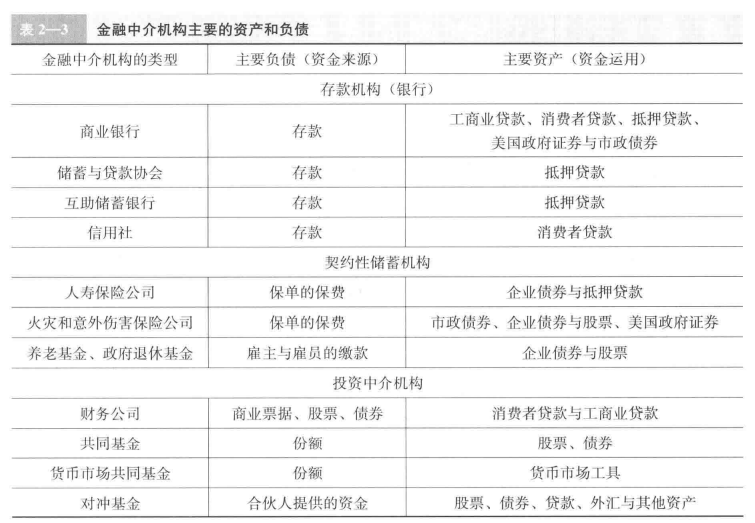 表 2—3 金融中介机构主要的资产和负债
金融中介机构的类型 主要负债（资金来源） 主要资产（资金运用）
存款机构（银行）
商业银行 存款 工商业贷款、消费者贷款、抵押贷款、
美国政府证券与市政债券
储蓄与贷款协会 存款 抵押贷款
互助储蓄银行 存款 抵押贷款
信用社 存款 消费者贷款
契约性储蓄机构
人寿保险公司 保单的保费 企业债券与抵押贷款
火灾和意外伤害保险公司 保单的保费 市政债券、企业债券与股票、美国政府证券
养老基金、政府退休基金 雇主与雇员的缴款 企业债券与股票
投资中介机构
财务公司 商业票据、股票、债券 消费者贷款与工商业贷款
共同基金 份额 股票、债券
货币市场共同基金 份额 货币市场工具
对冲基金 合伙人提供的资金 股票、债券、贷款、外汇与其他资产